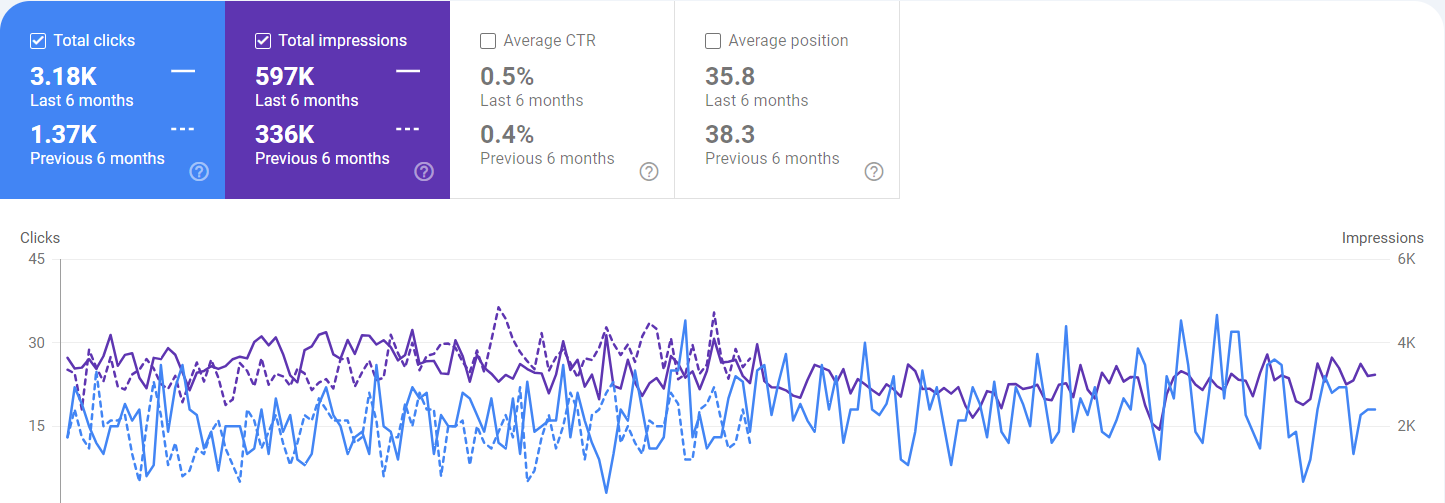 Total clicks
3.18K
Last 6 months
1.37K
Previous 6 months
Total impressions
597K
Last 6 months
336K
Previous 6 months
Average CTR
0.5%
Last 6 months
0.4%
Previous 6 months
Average position
35.8
Last 6 months
38.3
Previous 6 months
Clicks
Impressions
45
6K
30
4K
15
2K